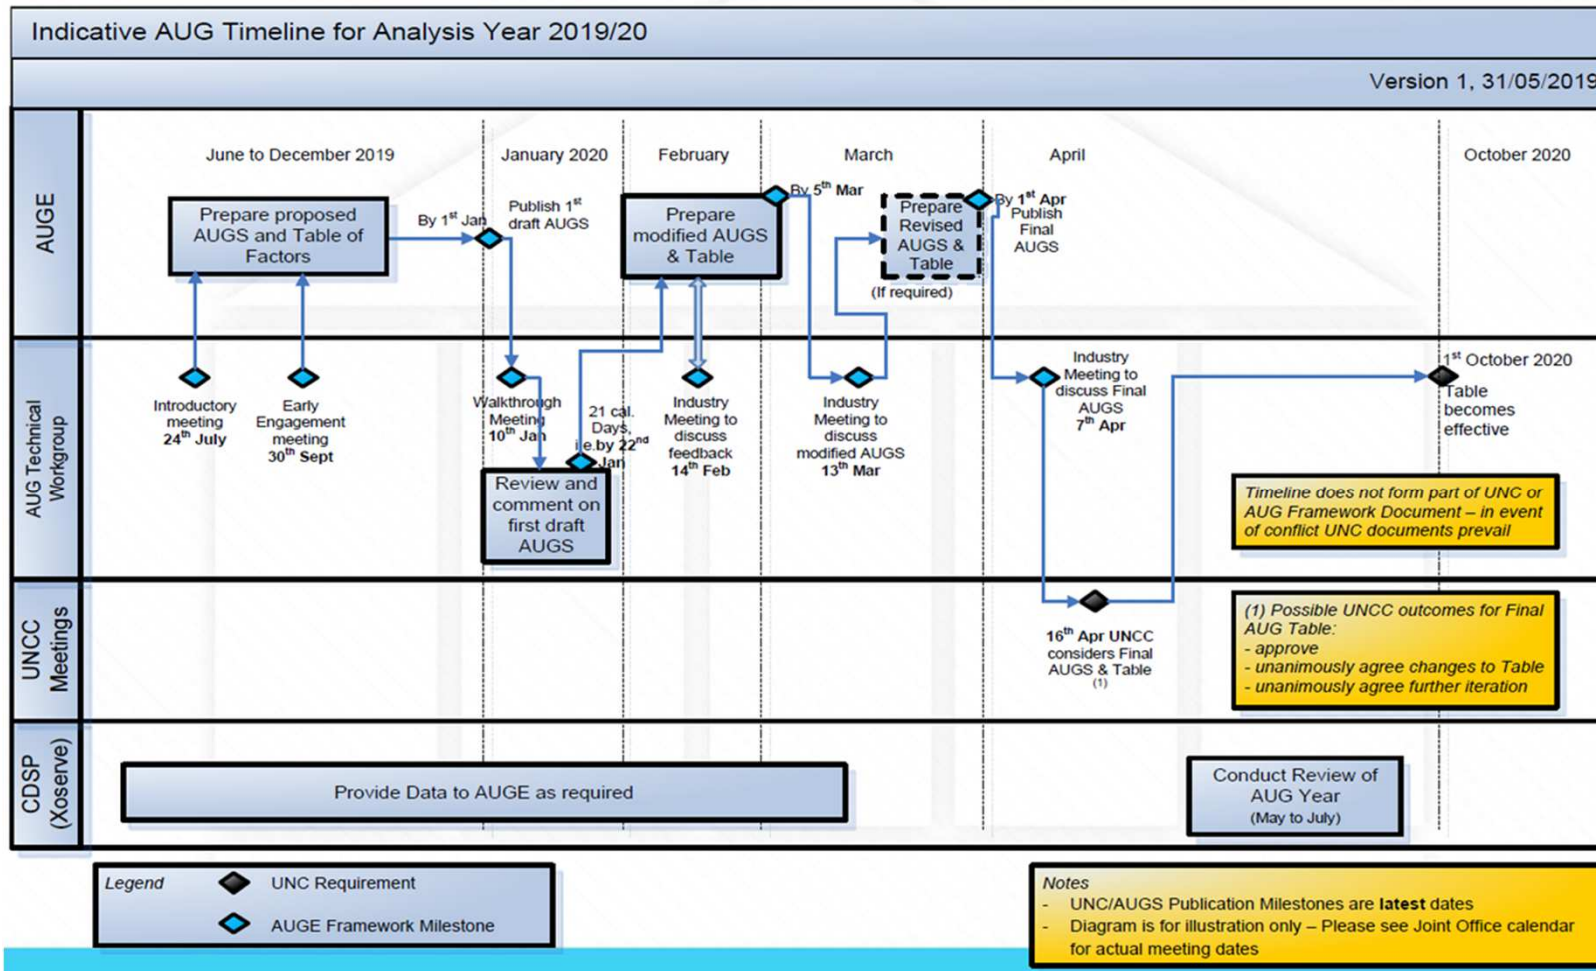 Indicative AUG Timeline for Analysis Year 2019/20
Version 1, 31/05/2019
AUGE
June to December 2019
January 2020
February
March
April
October 2020
Prepare proposed
AUGS and Table of
Factors
By 1st Jan
Publish 1st
draft AUGS
Prepare
modified AUGS
& Table
By 5th Mar
Prepare
Revised
AUGS &
Table
(If required)
By 1st Apr
Publish
Final
AUGS
AUG Technical
Workgroup
Introductory
meeting
24th July
Early
Engagement
meeting
30th Sept
Walkthrough
Meeting
10th Jan
21 cal.
Days,
i.e.by 22nd
Jan
Review and
comment on
first draft
AUGS
Industry
Meeting to
discuss
feedback
14th Feb
Industry
Meeting to
discuss
modified AUGS
13th Mar
Industry
Meeting to
discuss Final
AUGS
7th Apr
1st October 2020
Table
becomes
effective
Timeline does not form part of UNC or
AUG Framework Document – in event
of conflict UNC documents prevail
UNCC
Meetings
16th Apr UNCC
considers Final
AUGS & Table
(1)
(1) Possible UNCC outcomes for Final
AUG Table:
- approve
- unanimously agree changes to Table
- unanimously agree further iteration
CDSP
(Xoserve)
Provide Data to AUGE as required
Conduct Review of
AUG Year
(May to July)
Legend
UNC Requirement
AUGE Framework Milestone
Notes
- UNC/AUGS Publication Milestones are latest dates
- Diagram is for illustration only – Please see Joint Office calendar
for actual meeting dates